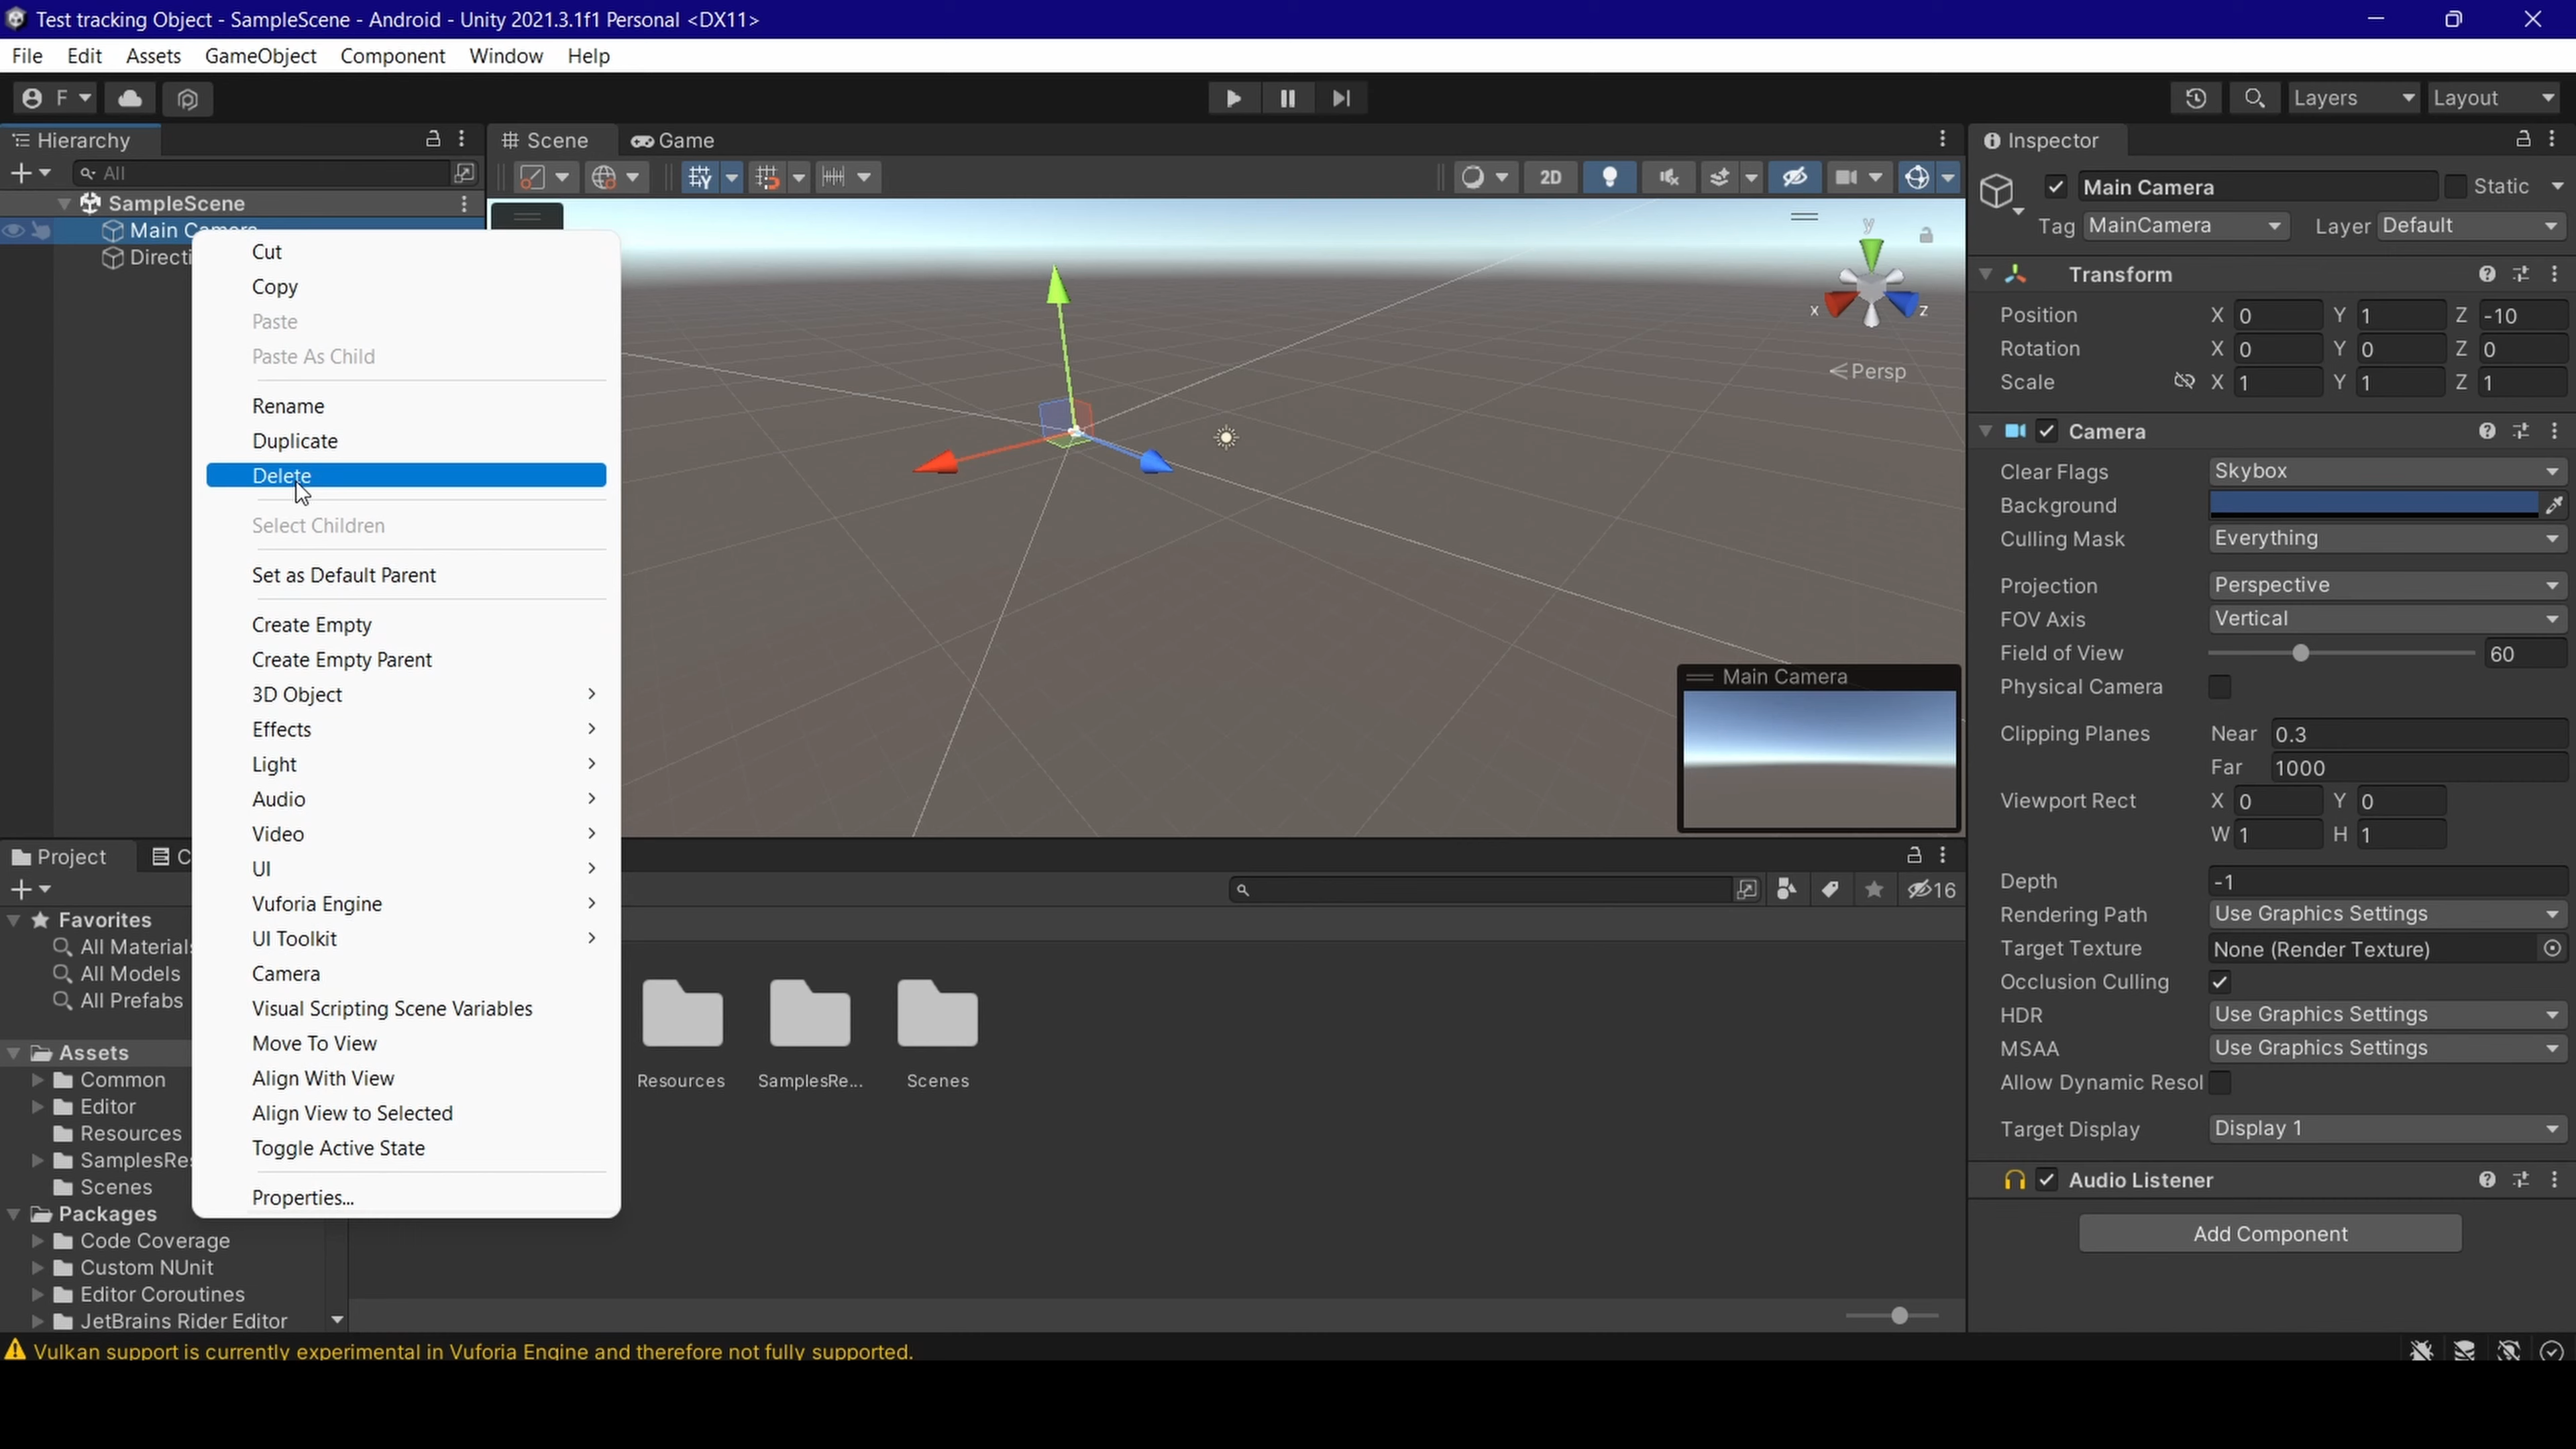 Test tracking Object - SampleScene - Android - Unity 2021.3.1f1 Personal <DX11>
File Edit Assets GameObject Component Window Help
F Layers Layout
Hierarchy
All
SampleScene
Main Camera
Directi
Cut
Copy
Paste
Paste As Child
Rename
Duplicate
Delete
Select Children
Set as Default Parent
Create Empty
Create Empty Parent
3D Object
Effects
Light
Audio
Video
UI
Vuforia Engine
UI Toolkit
Camera
Visual Scripting Scene Variables
Move To View
Align With View
Align View to Selected
Toggle Active State
Properties...
Scene Game
2D
y
x z
Persp
Main Camera
Project C
16
Favorites
All Materials
All Models
All Prefabs
Assets
Common
Editor
Resources
SamplesRes
Scenes
Packages
Code Coverage
Custom NUnit
Editor Coroutines
JetBrains Rider Editor
Resources SamplesRe... Scenes
Inspector
Main Camera Static
Tag MainCamera Layer Default
Transform
Position X 0 Y 1 Z -10
Rotation X 0 Y 0 Z 0
Scale X 1 Y 1 Z 1
Camera
Clear Flags Skybox
Background
Culling Mask Everything
Projection Perspective
FOV Axis Vertical
Field of View 60
Physical Camera
Clipping Planes Near 0.3
Far 1000
Viewport Rect X 0 Y 0
W 1 H 1
Depth -1
Rendering Path Use Graphics Settings
Target Texture None (Render Texture)
Occlusion Culling
HDR Use Graphics Settings
MSAA Use Graphics Settings
Allow Dynamic Resol
Target Display Display 1
Audio Listener
Add Component
Vulkan support is currently experimental in Vuforia Engine and therefore not fully supported.